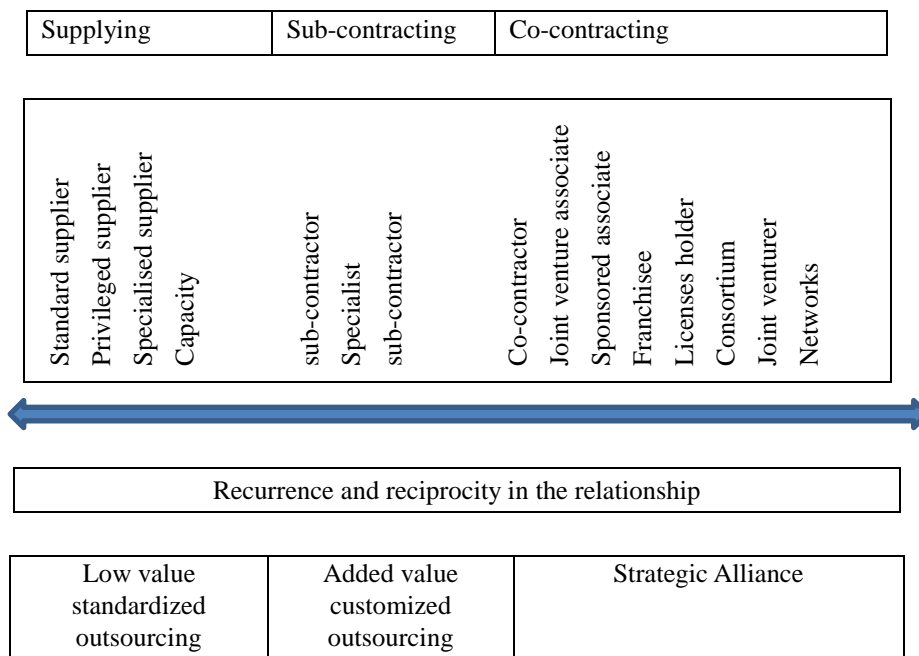 Supplying
Sub-contracting
Co-contracting
Standard supplier
Privileged supplier
Specialised supplier
Capacity
sub-contractor
Specialist
sub-contractor
Co-contractor
Joint venture associate
Sponsored associate
Franchisee
Licenses holder
Consortium
Joint venturer
Networks
Recurrence and reciprocity in the relationship
Low value
standardized
outsourcing
Added value
customized
outsourcing
Strategic Alliance